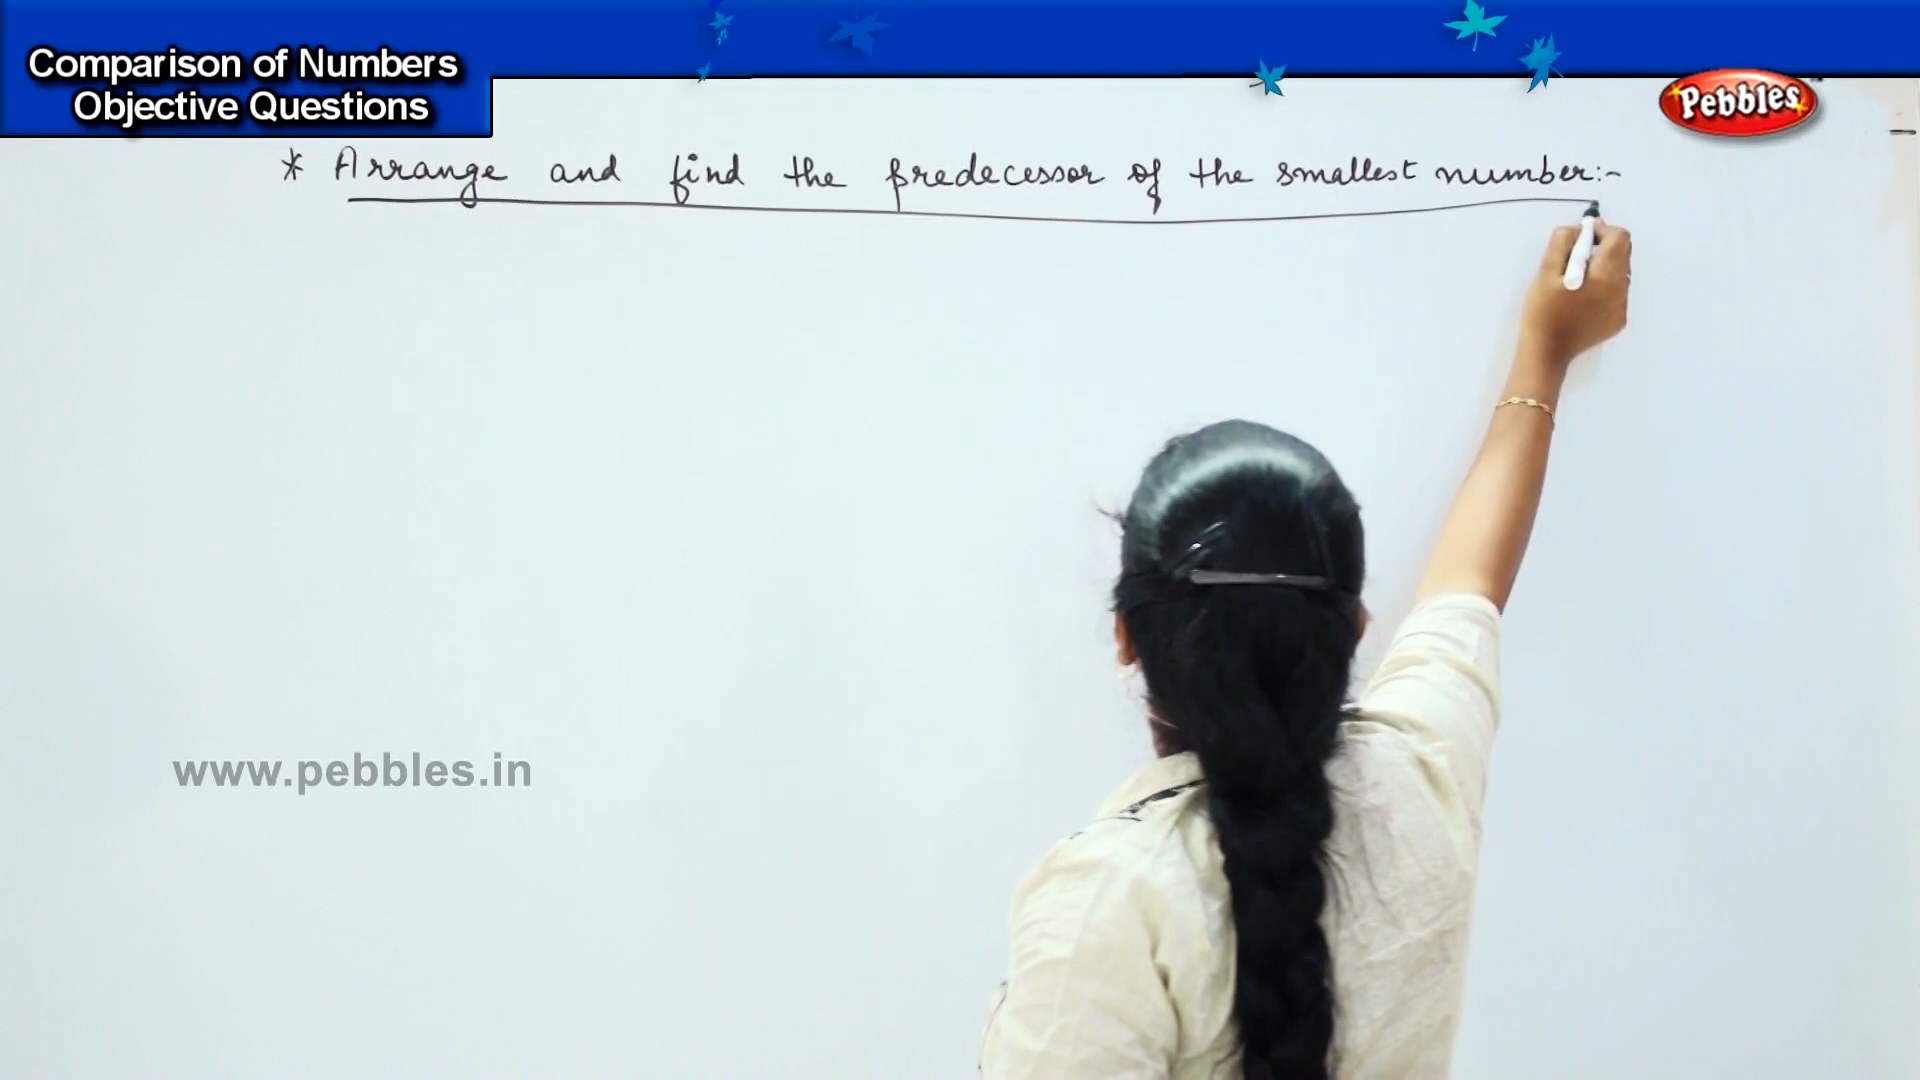 Comparison of Numbers
Objective Questions
Pebbles
* Arrange and find the predecessor of the smallest number:-
www.pebbles.in